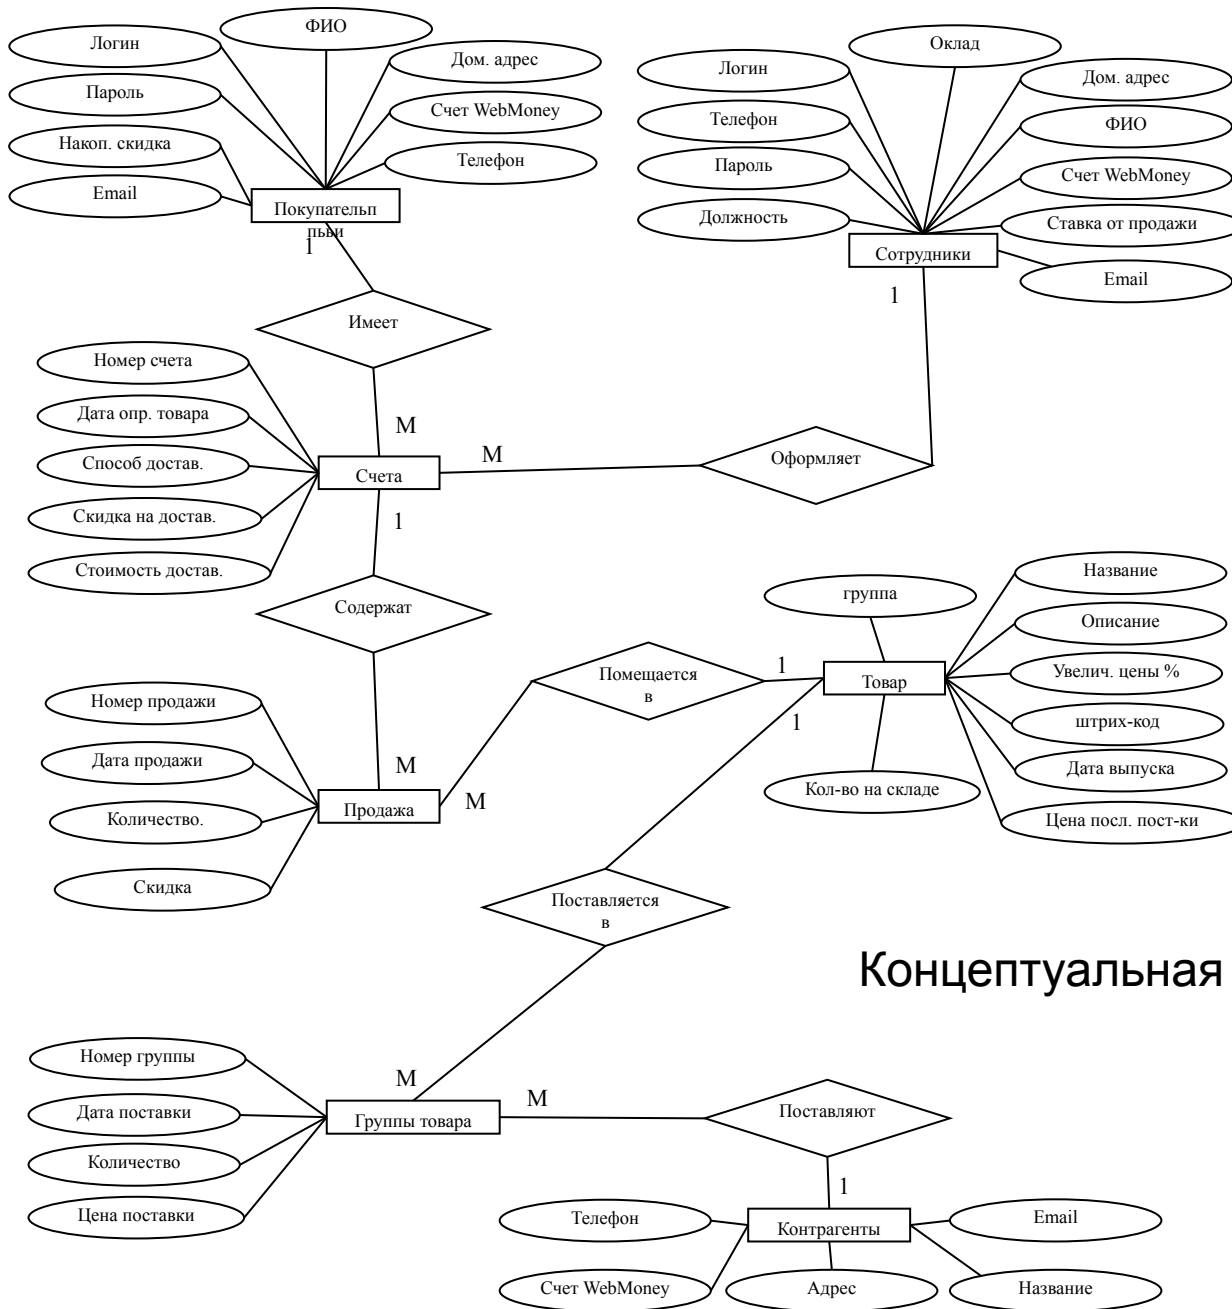 ФИО
Логин
Дом. адрес
Пароль
Счет WebMoney
Накоп. скидка
Телефон
Email
Покупательп
пьви
1
Оклад
Логин
Дом. адрес
Телефон
ФИО
Пароль
Счет WebMoney
Должность
Ставка от продажи
Сотрудники
Email
1
Имеет
Номер счета
Дата опр. товара
М
Способ достав.
Счета
М
Оформляет
Скидка на достав.
1
Стоимость достав.
Содержат
группа
Название
Описание
Помещается
в
1
Товар
Увелич. цены %
1
штрих-код
Дата выпуска
Кол-во на складе
Цена посл. пост-ки
Номер продажи
Дата продажи
М
М
Продажа
Количество.
Скидка
Поставляется
в
Концептуальная
Номер группы
М
Дата поставки
Группы товара
М
Поставляют
Количество
Цена поставки
1
Телефон
Контрагенты
Email
Счет WebMoney
Адрес
Название